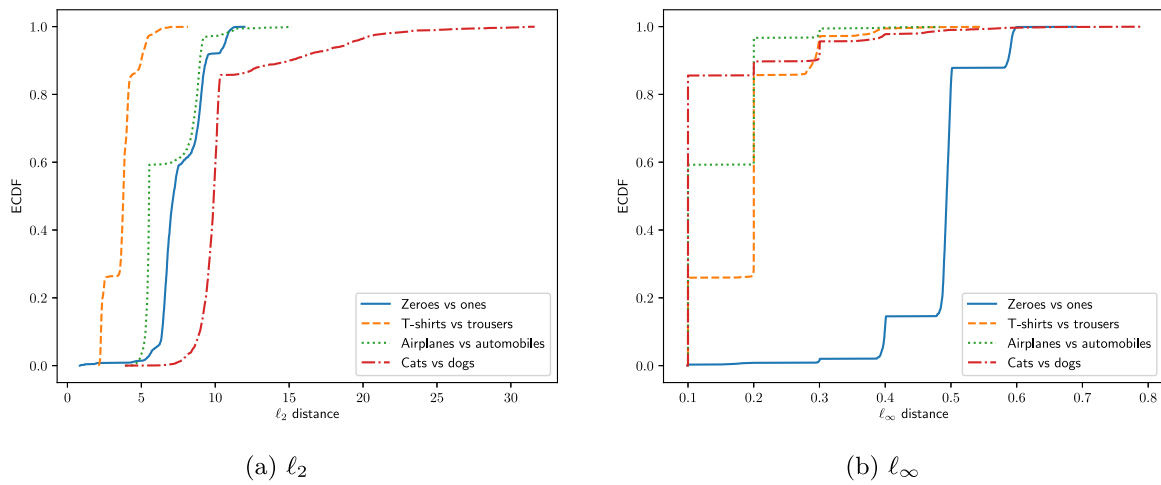 1.0
0.8
0.6
0.4
0.2
0.0
ECDF
0 5 10 15 20 25 30
ℓ₂ distance
Zeroes vs ones
T-shirts vs trousers
Airplanes vs automobiles
Cats vs dogs
(a) ℓ₂
1.0
0.8
0.6
0.4
0.2
0.0
ECDF
0.1 0.2 0.3 0.4 0.5 0.6 0.7 0.8
ℓ∞ distance
Zeroes vs ones
T-shirts vs trousers
Airplanes vs automobiles
Cats vs dogs
(b) ℓ∞